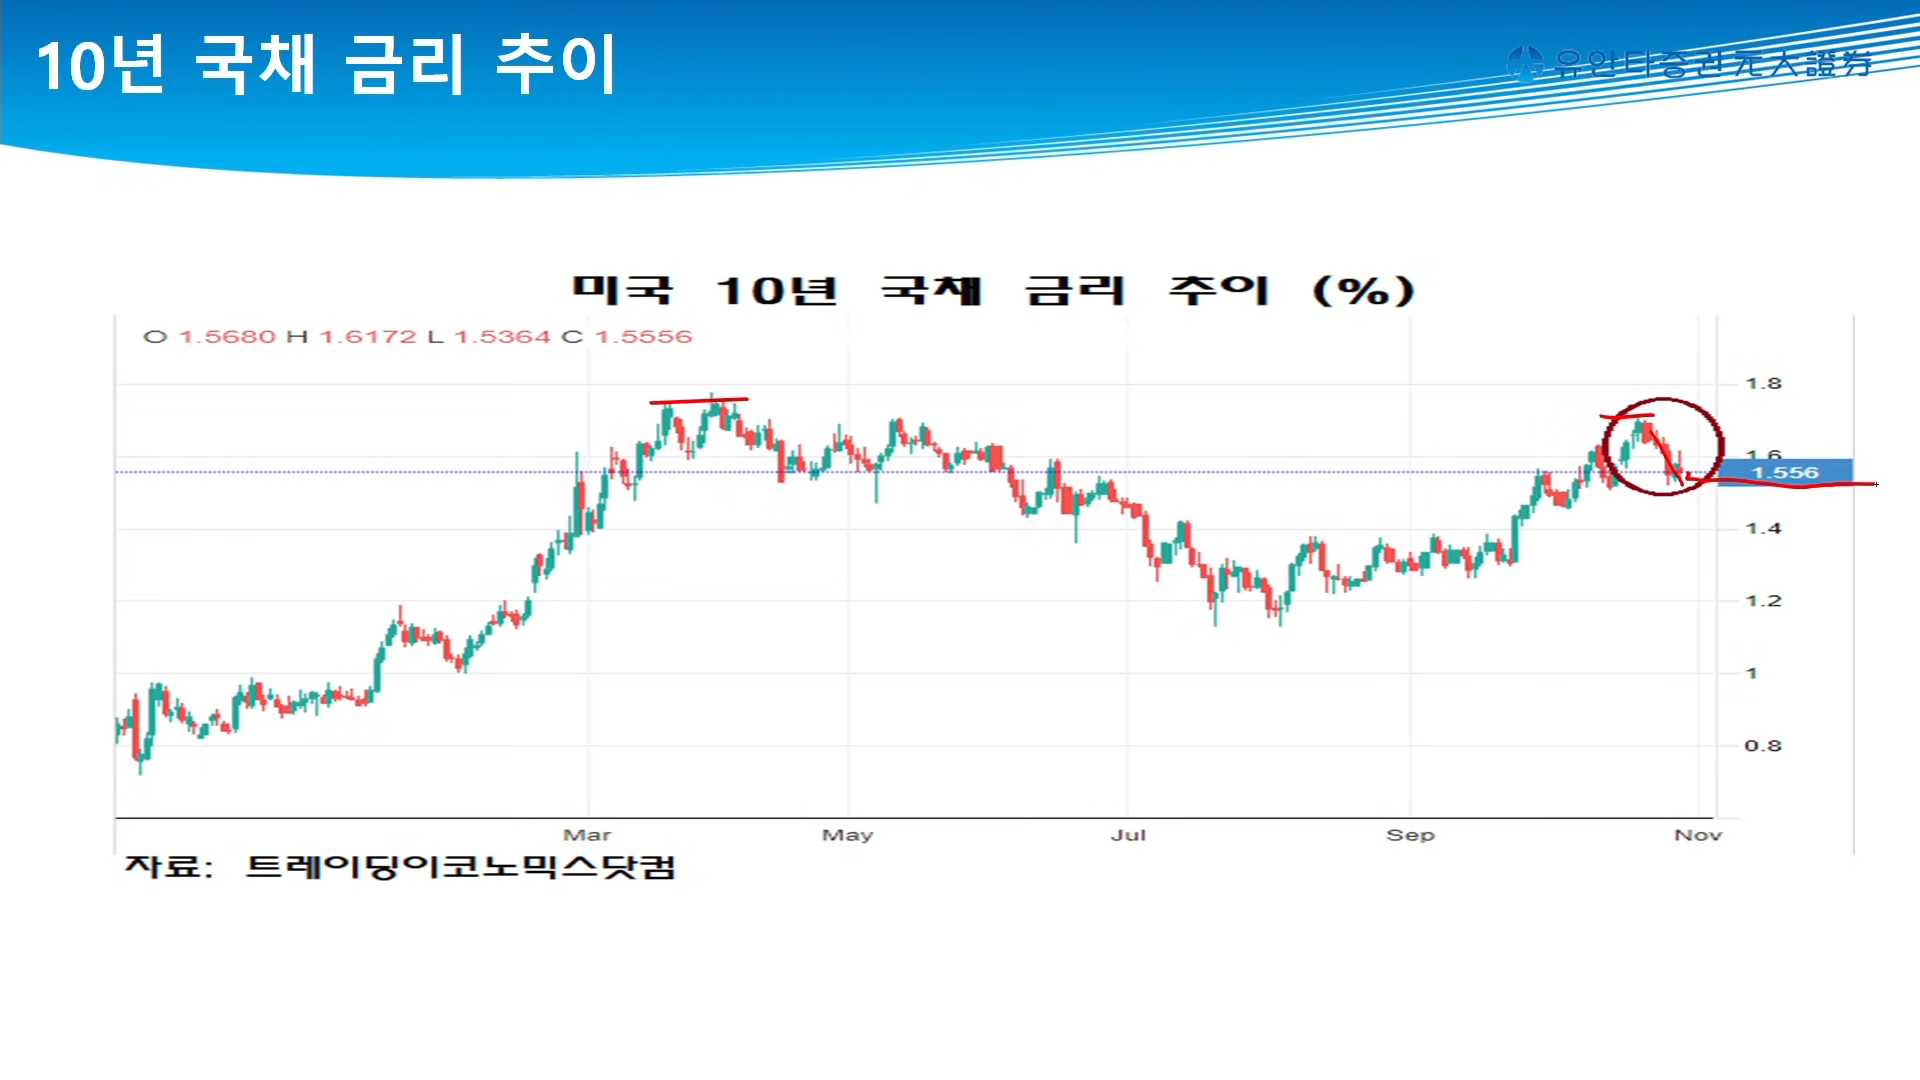 10년 국채 금리 추이
유안타증권 元大證券
미국 10년 국채 금리 추이 (%)
O 1.5680 H 1.6172 L 1.5364 C 1.5556
1.8
1.6
1.556
1.4
1.2
1
0.8
Mar May Jul Sep Nov
자료: 트레이딩이코노믹스닷컴